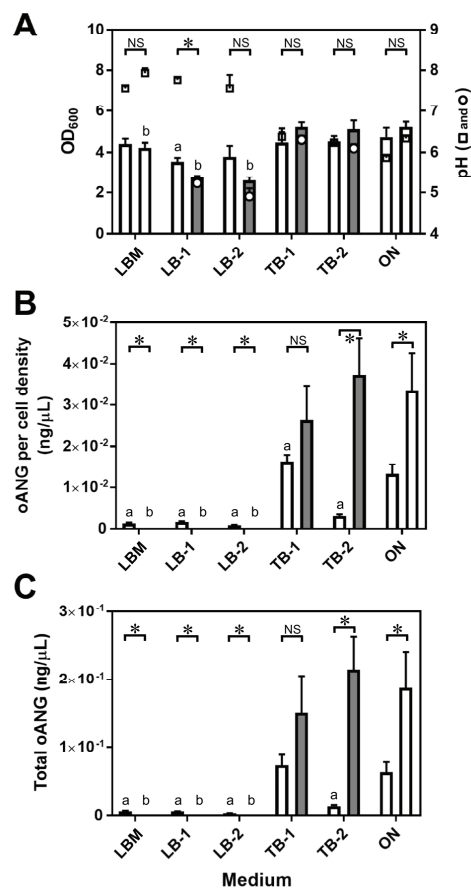 A
NS * NS NS NS NS
10
8
6
4
2
0
OD600
9
8
7
6
5
4
pH (□ and ○)
b a b b
LBM LB-1 LB-2 TB-1 TB-2 ON
B
5×10-2
4×10-2
3×10-2
2×10-2
1×10-2
0
oANG per cell density
(ng/μL)
* * * NS * *
a b a b a b a a
LBM LB-1 LB-2 TB-1 TB-2 ON
C
3×10-1
2×10-1
1×10-1
0
Total oANG (ng/μL)
* * * NS * *
a b a b a b a
LBM LB-1 LB-2 TB-1 TB-2 ON
Medium